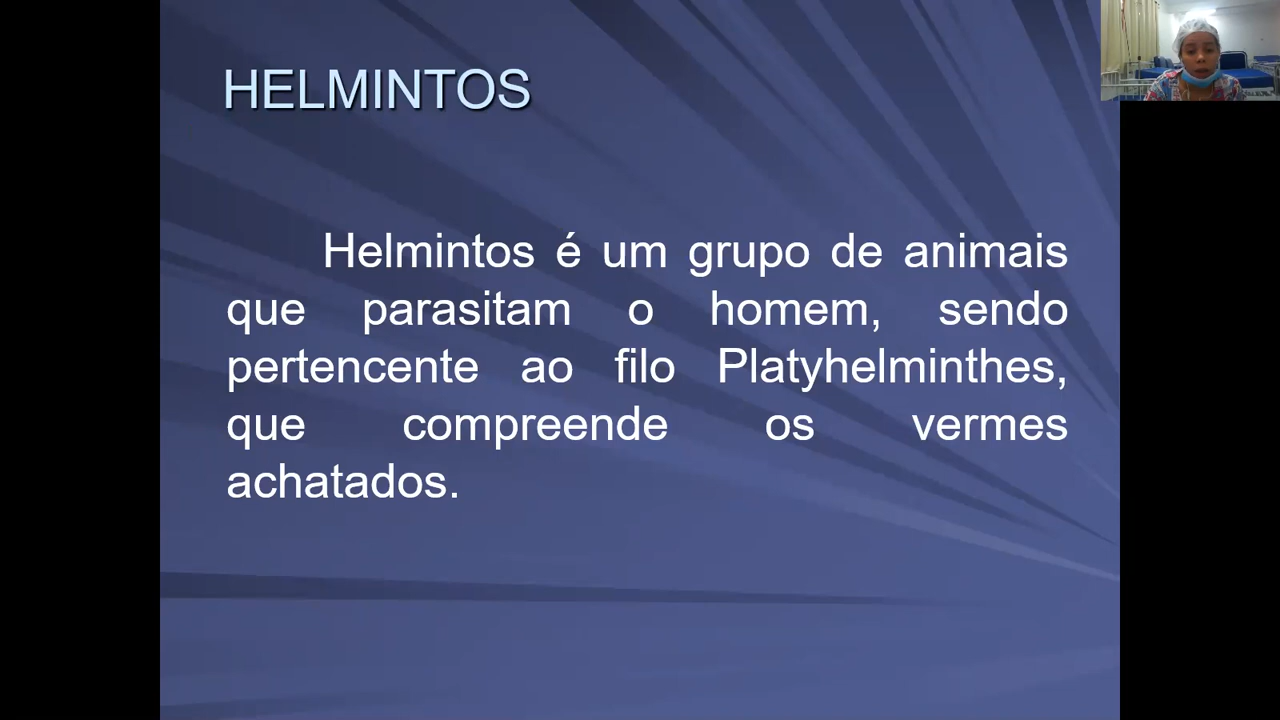 HELMINTOS
Helmintos é um grupo de animais
que parasitam o homem, sendo
pertencente ao filo Platyhelminthes,
que compreende os vermes
achatados.